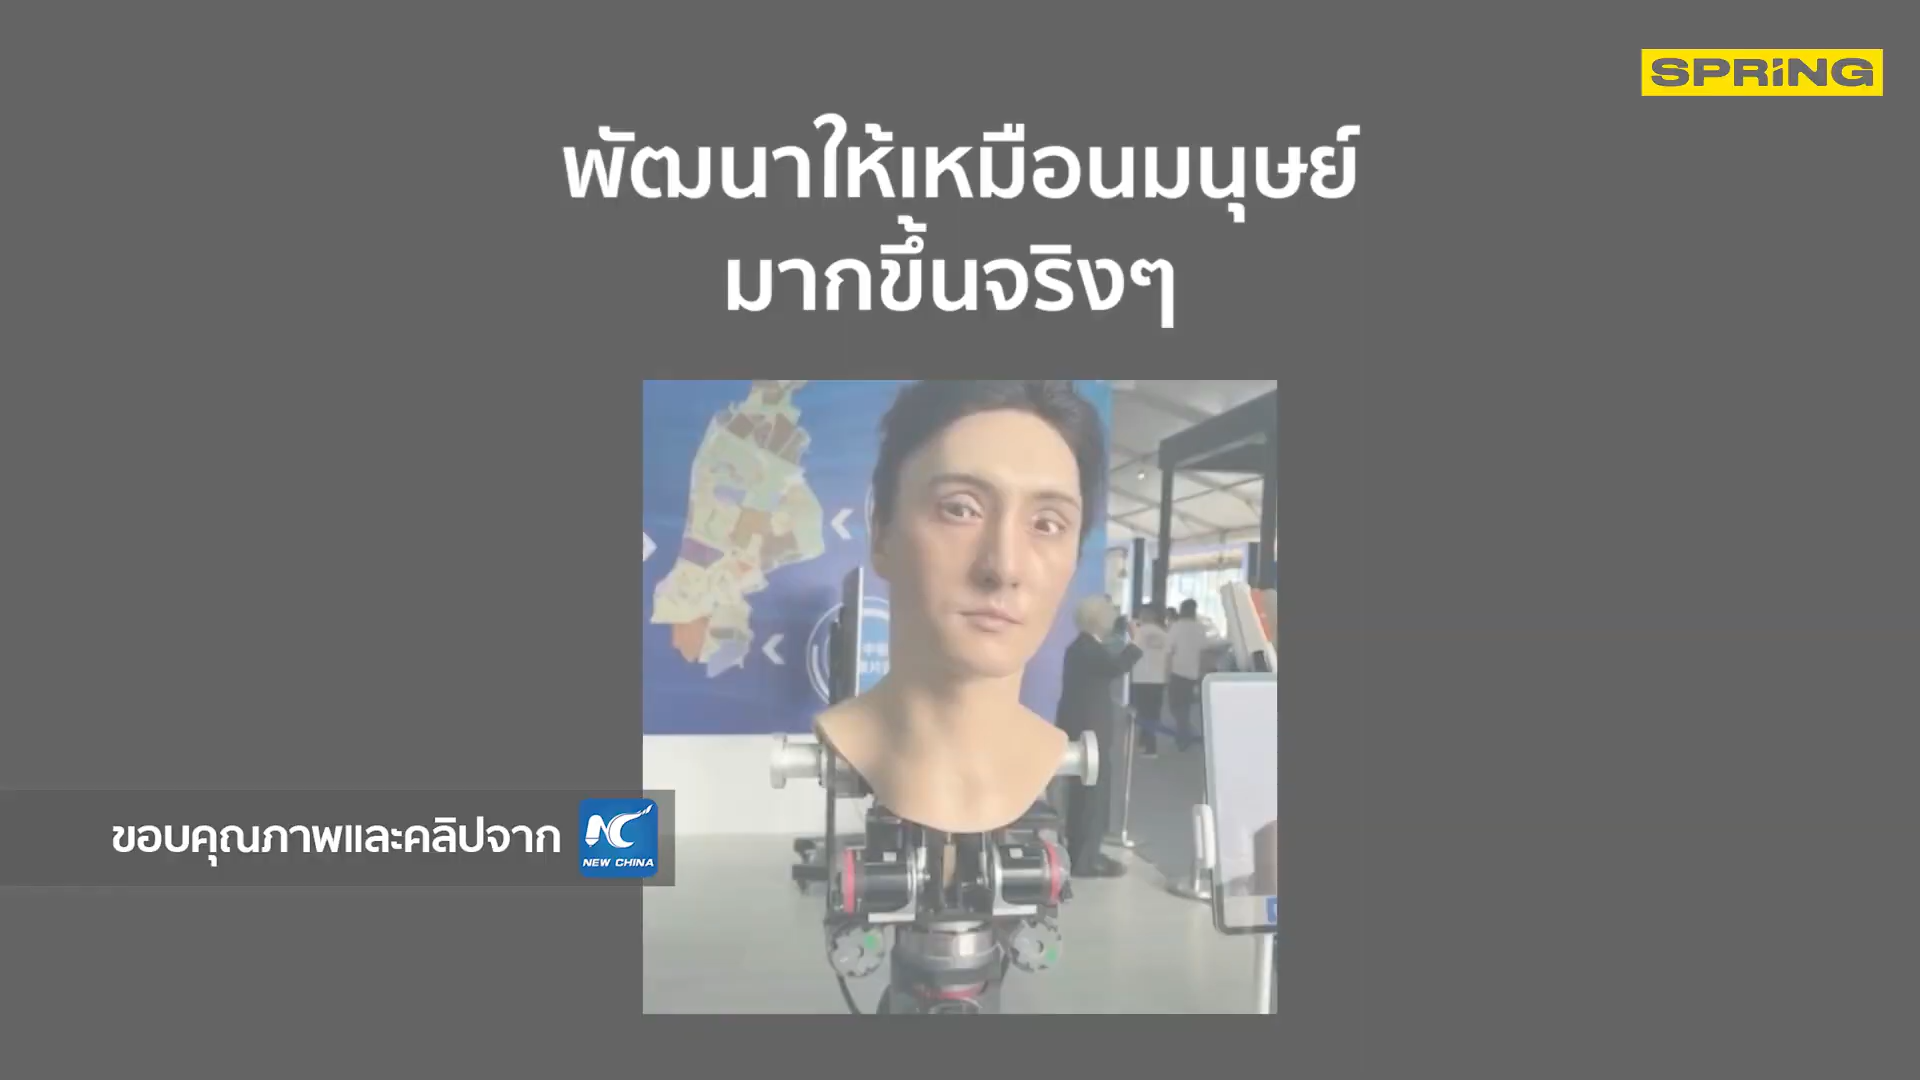 SPRiNG
พัฒนาให้เหมือนมนุษย์
มากขึ้นจริงๆ
ขอบคุณภาพและคลิปจาก
NC
NEW CHINA